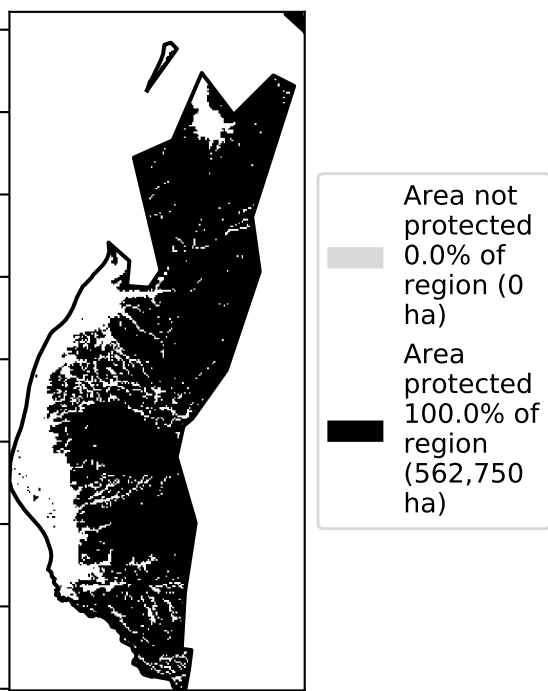 Area not
protected
0.0% of
region (0
ha)
Area
protected
100.0% of
region
(562,750
ha)